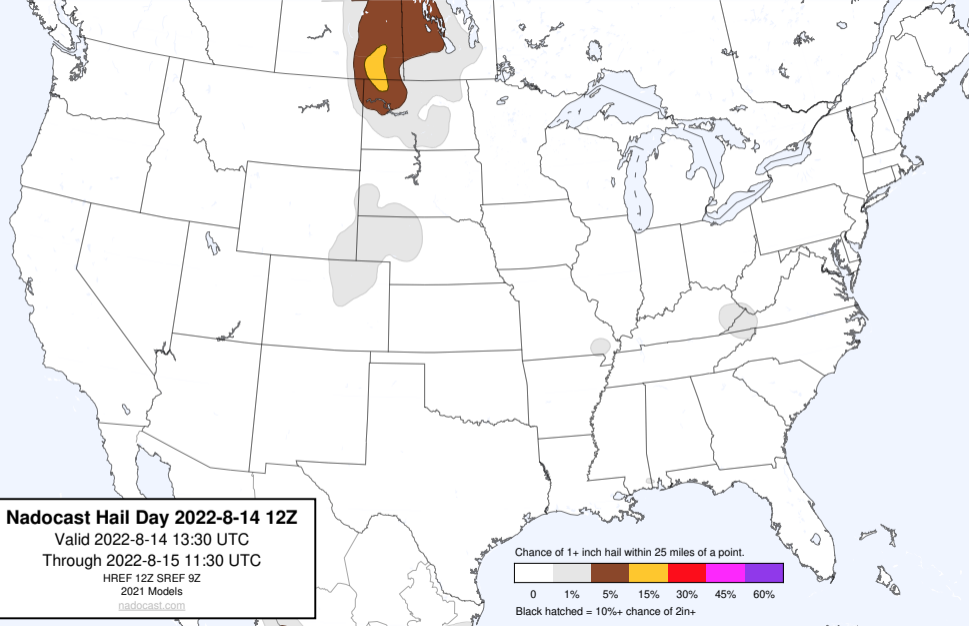 Nadocast Hail Day 2022-8-14 12Z
Valid 2022-8-14 13:30 UTC
Through 2022-8-15 11:30 UTC
HREF 12Z SREF 9Z
2021 Models
nadocast.com
Chance of 1+ inch hail within 25 miles of a point.
0 1% 5% 15% 30% 45% 60%
Black hatched = 10%+ chance of 2in+